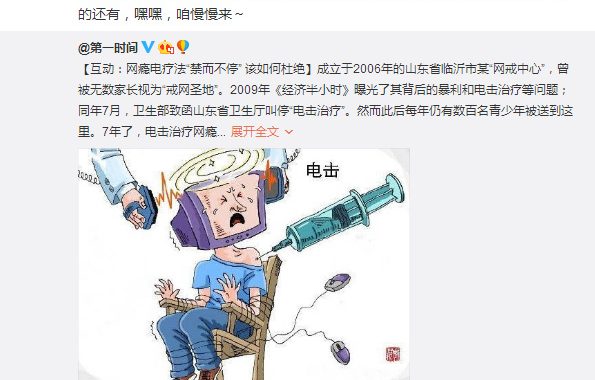 的还有，嘿嘿，咱慢慢来～
@第一时间
【互动：网瘾电疗法“禁而不停” 该如何杜绝】成立于2006年的山东省临沂市某“网戒中心”，曾
被无数家长视为“戒网圣地”。2009年《经济半小时》曝光了其背后的暴利和电击治疗等问题；
同年7月，卫生部致函山东省卫生厅叫停“电击治疗”。然而此后每年仍有数百名青少年被送到这
里。7年了，电击治疗网瘾... 展开全文
电击